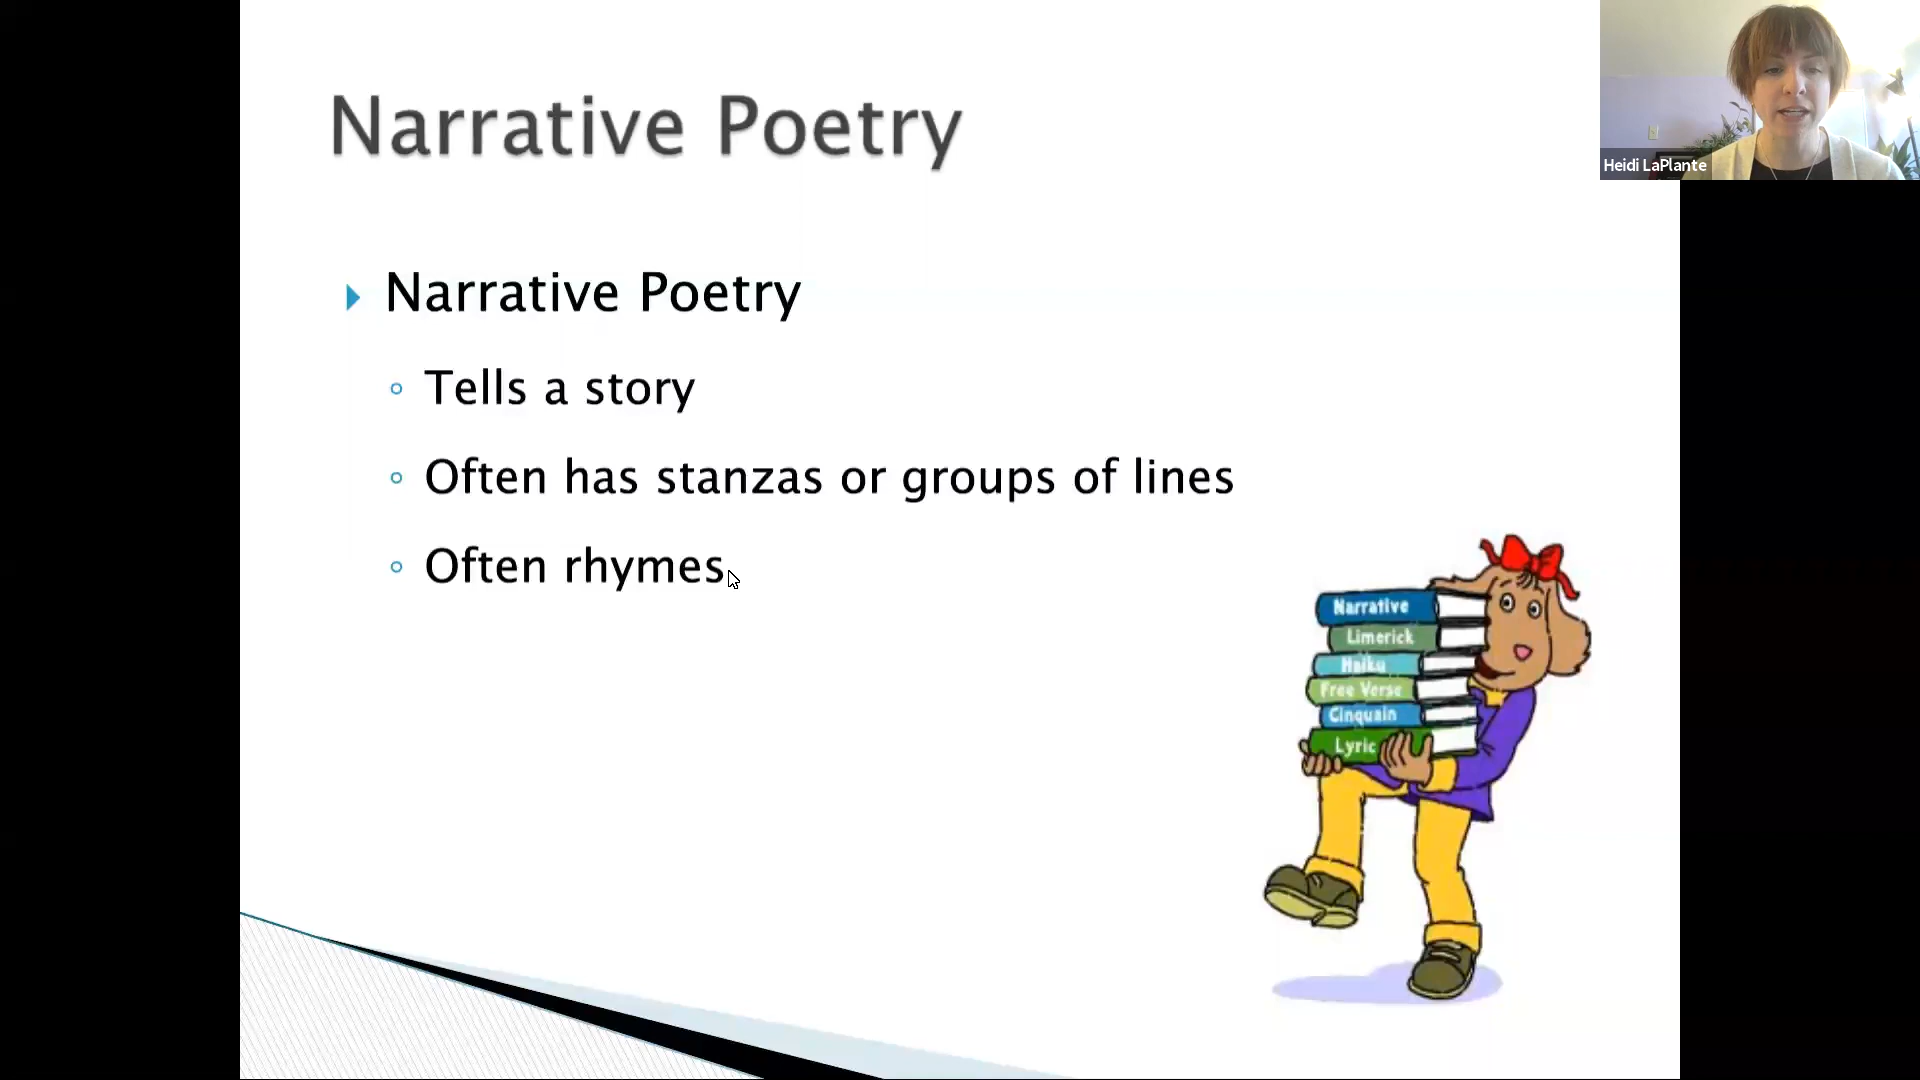 Narrative Poetry
Heidi LaPlante
Narrative Poetry
Tells a story
Often has stanzas or groups of lines
Often rhymes
Narrative
Limerick
Haiku
Free Verse
Cinquain
Lyric